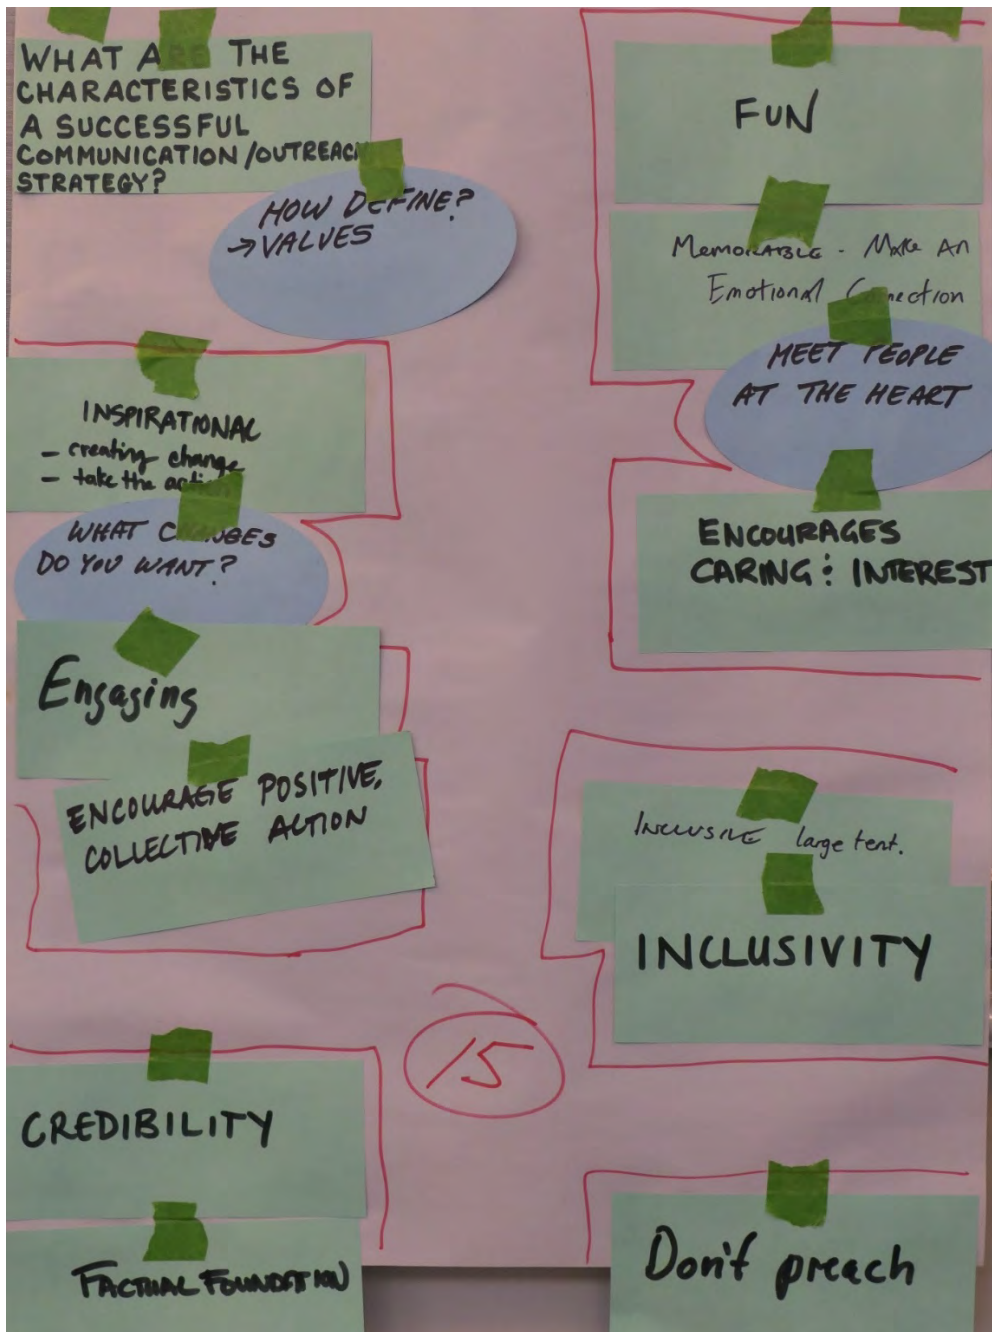 WHAT ARE THE
CHARACTERISTICS OF
A SUCCESSFUL
COMMUNICATION/OUTREACH
STRATEGY?
HOW DEFINE?
→ VALUES
INSPIRATIONAL
- creating change
- take the action
WHAT CHANGES
DO YOU WANT?
Engaging
ENCOURAGE POSITIVE,
COLLECTIVE ACTION
CREDIBILITY
FACTUAL FOUNDATION
15
FUN
MEMORABLE - Make An
Emotional Connection
MEET PEOPLE
AT THE HEART
ENCOURAGES
CARING : INTEREST
INCLUSIVE large tent.
INCLUSIVITY
Don't preach